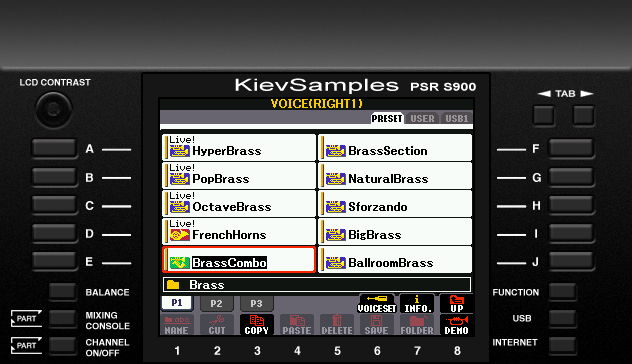 LCD CONTRAST
KievSamples PSR S900
TAB
VOICE(RIGHT1)
PRESET USER USB1
A
Live!
HyperBrass
BrassSection
F
B
Live!
PopBrass
NaturalBrass
G
C
Live!
OctaveBrass
Sforzando
H
D
Live!
FrenchHorns
BigBrass
I
E
BrassCombo
BallroomBrass
J
Brass
BALANCE
P1 P2 P3
VOICESET INFO. UP
FUNCTION
PART
MIXING
CONSOLE
NAME CUT COPY PASTE DELETE SAVE FOLDER DEMO
USB
PART
CHANNEL
ON/OFF
1 2 3 4 5 6 7 8
INTERNET